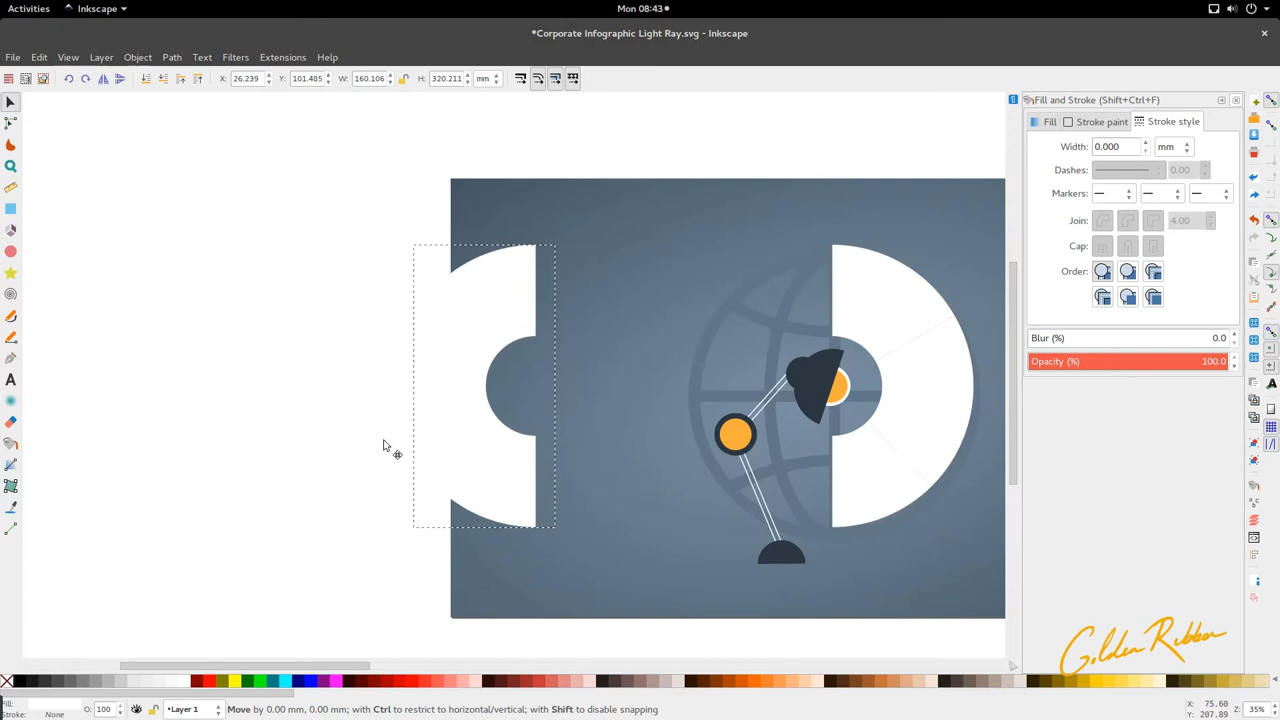 Activities
Inkscape
Mon 08:43
*Corporate Infographic Light Ray.svg - Inkscape
File Edit View Layer Object Path Text Filters Extensions Help
X: 26.239 Y: 101.485 W: 160.106 H: 320.211 mm
Fill and Stroke (Shift+Ctrl+F)
Fill Stroke paint Stroke style
Width: 0.000 mm
Dashes: 0.00
Markers:
Join: 4.00
Cap:
Order:
Blur (%) 0.0
Opacity (%) 100.0
Golden Ribbon
Fill:
Stroke: None
O: 100
•Layer 1
Move by 0.00 mm, 0.00 mm; with Ctrl to restrict to horizontal/vertical; with Shift to disable snapping
X: 75.60
Y: 207.89
Z: 35%